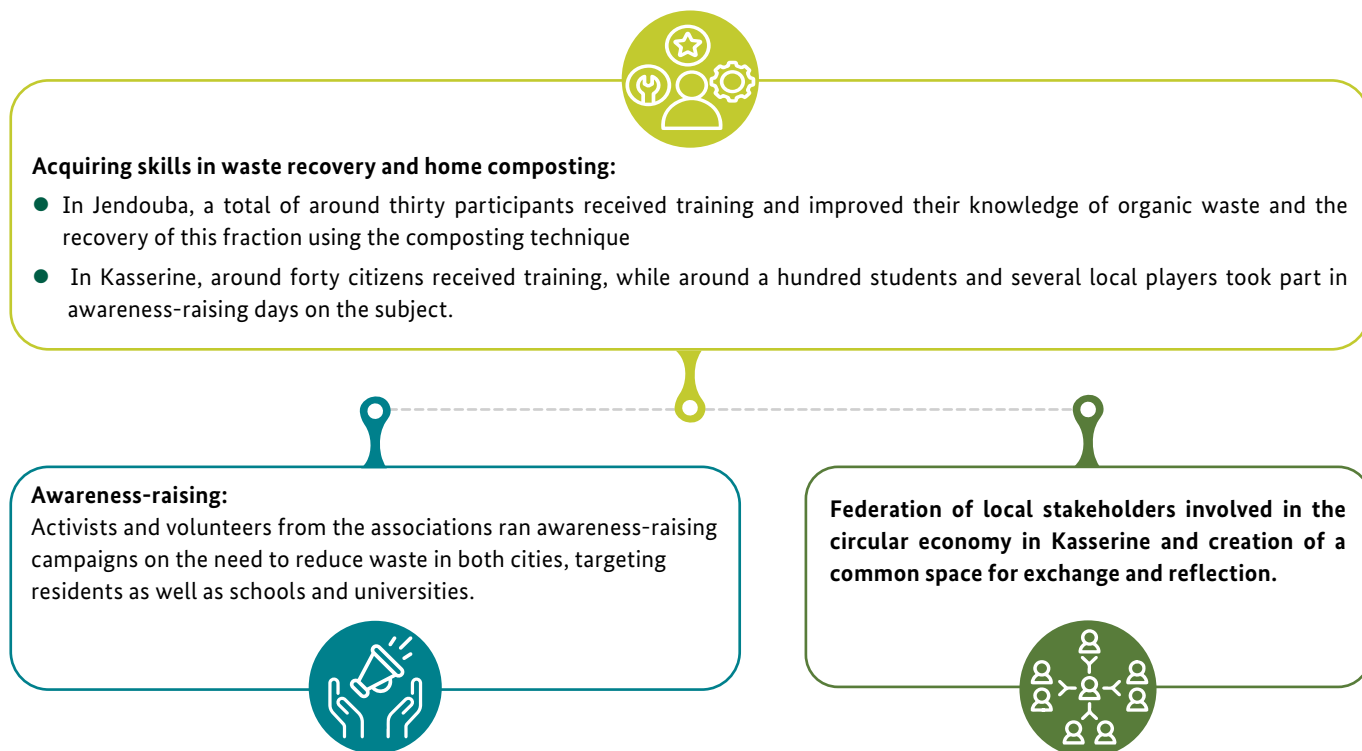 Acquiring skills in waste recovery and home composting:
● In Jendouba, a total of around thirty participants received training and improved their knowledge of organic waste and the
recovery of this fraction using the composting technique
● In Kasserine, around forty citizens received training, while around a hundred students and several local players took part in
awareness-raising days on the subject.
Awareness-raising:
Activists and volunteers from the associations ran awareness-raising
campaigns on the need to reduce waste in both cities, targeting
residents as well as schools and universities.
Federation of local stakeholders involved in the
circular economy in Kasserine and creation of a
common space for exchange and reflection.